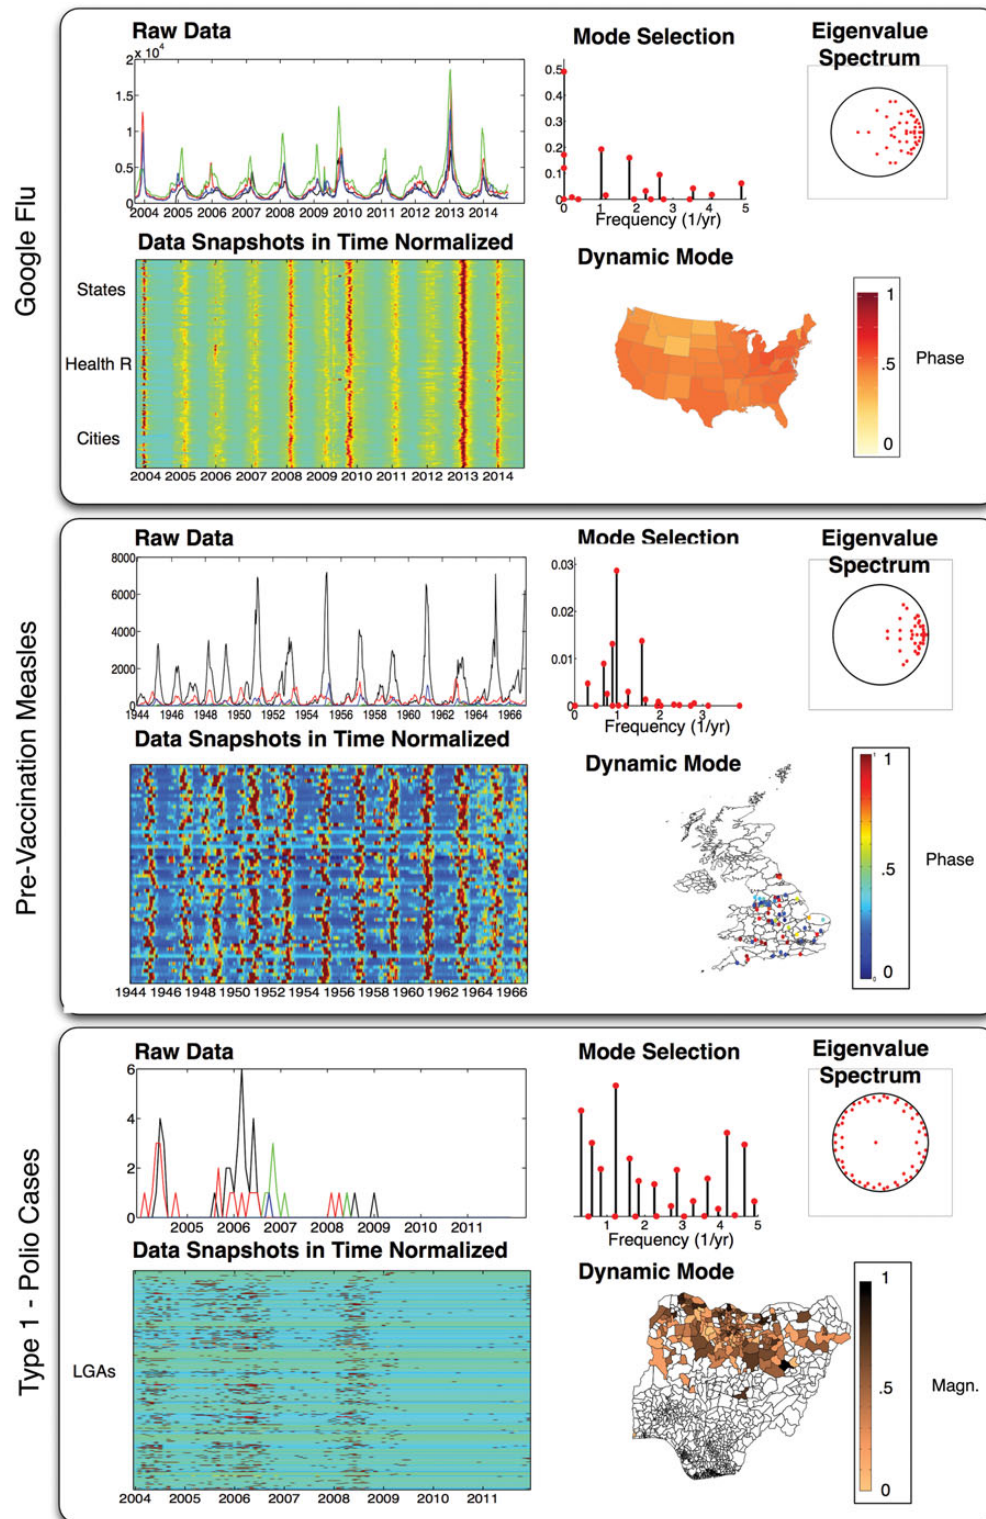 Google Flu
Raw Data
2 x 10^4
1.5
1
0.5
0
2004 2005 2006 2007 2008 2009 2010 2011 2012 2013 2014
Mode Selection
0.5
0.4
0.3
0.2
0.1
0
0 1 2 3 4 5
Frequency (1/yr)
Eigenvalue
Spectrum
Data Snapshots in Time Normalized
States
Health R
Cities
2004 2005 2006 2007 2008 2009 2010 2011 2012 2013 2014
Dynamic Mode
1
.5
0
Phase
Pre-Vaccination Measles
Raw Data
8000
6000
4000
2000
0
1944 1946 1948 1950 1952 1954 1956 1958 1960 1962 1964 1966
Mode Selection
0.03
0.02
0.01
0
0 1 2 3
Frequency (1/yr)
Eigenvalue
Spectrum
Data Snapshots in Time Normalized
1944 1946 1948 1950 1952 1954 1956 1958 1960 1962 1964 1966
Dynamic Mode
1
1
.5
0
0
Phase
Type 1 - Polio Cases
Raw Data
6
4
2
0
2005 2006 2007 2008 2009 2010 2011
Mode Selection
1 2 3 4 5
Frequency (1/yr)
Eigenvalue
Spectrum
Data Snapshots in Time Normalized
LGAs
2004 2005 2006 2007 2008 2009 2010 2011
Dynamic Mode
1
.5
0
Magn.